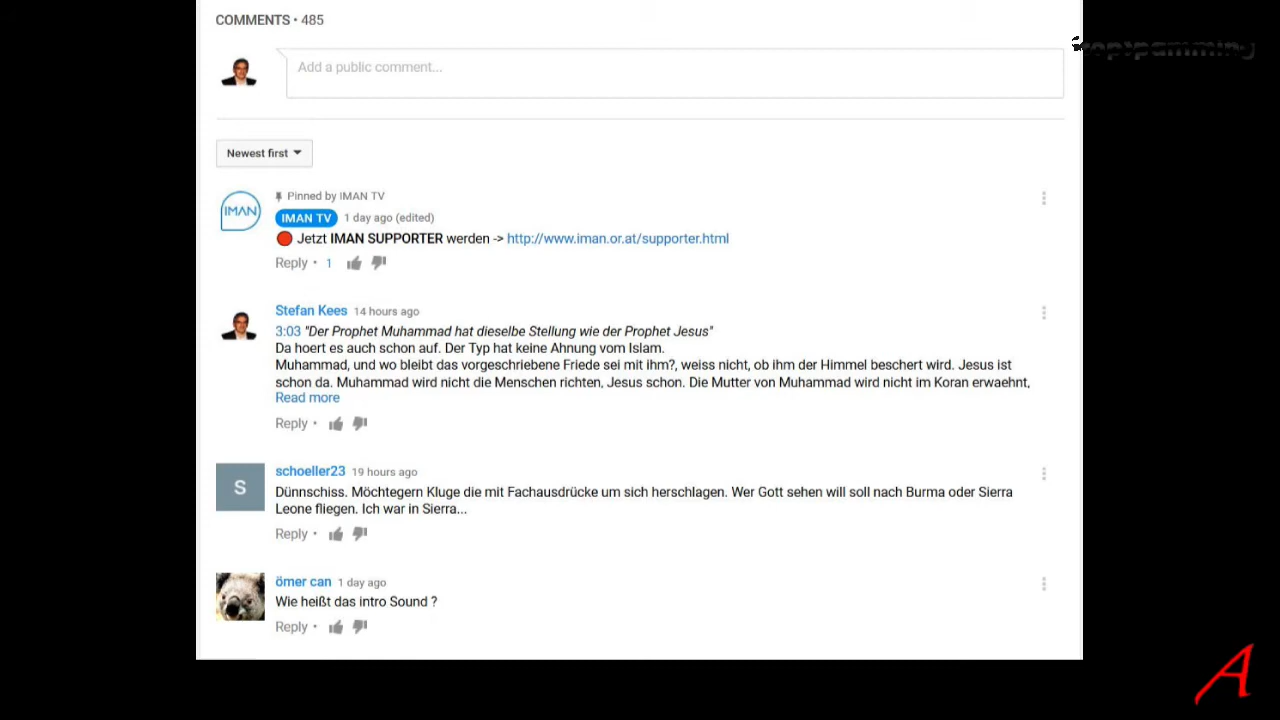 COMMENTS • 485
Add a public comment...
Newest first
Pinned by IMAN TV
IMAN
IMAN TV 1 day ago (edited)
Jetzt IMAN SUPPORTER werden -> http://www.iman.or.at/supporter.html
Reply • 1
Stefan Kees 14 hours ago
3:03 "Der Prophet Muhammad hat dieselbe Stellung wie der Prophet Jesus"
Da hoert es auch schon auf. Der Typ hat keine Ahnung vom Islam.
Muhammad, und wo bleibt das vorgeschriebene Friede sei mit ihm?, weiss nicht, ob ihm der Himmel beschert wird. Jesus ist
schon da. Muhammad wird nicht die Menschen richten, Jesus schon. Die Mutter von Muhammad wird nicht im Koran erwaehnt,
Read more
Reply •
S
schoeller23 19 hours ago
Dünnschiss. Möchtegern Kluge die mit Fachausdrücke um sich herschlagen. Wer Gott sehen will soll nach Burma oder Sierra
Leone fliegen. Ich war in Sierra...
Reply •
ömer can 1 day ago
Wie heißt das intro Sound ?
Reply •
A